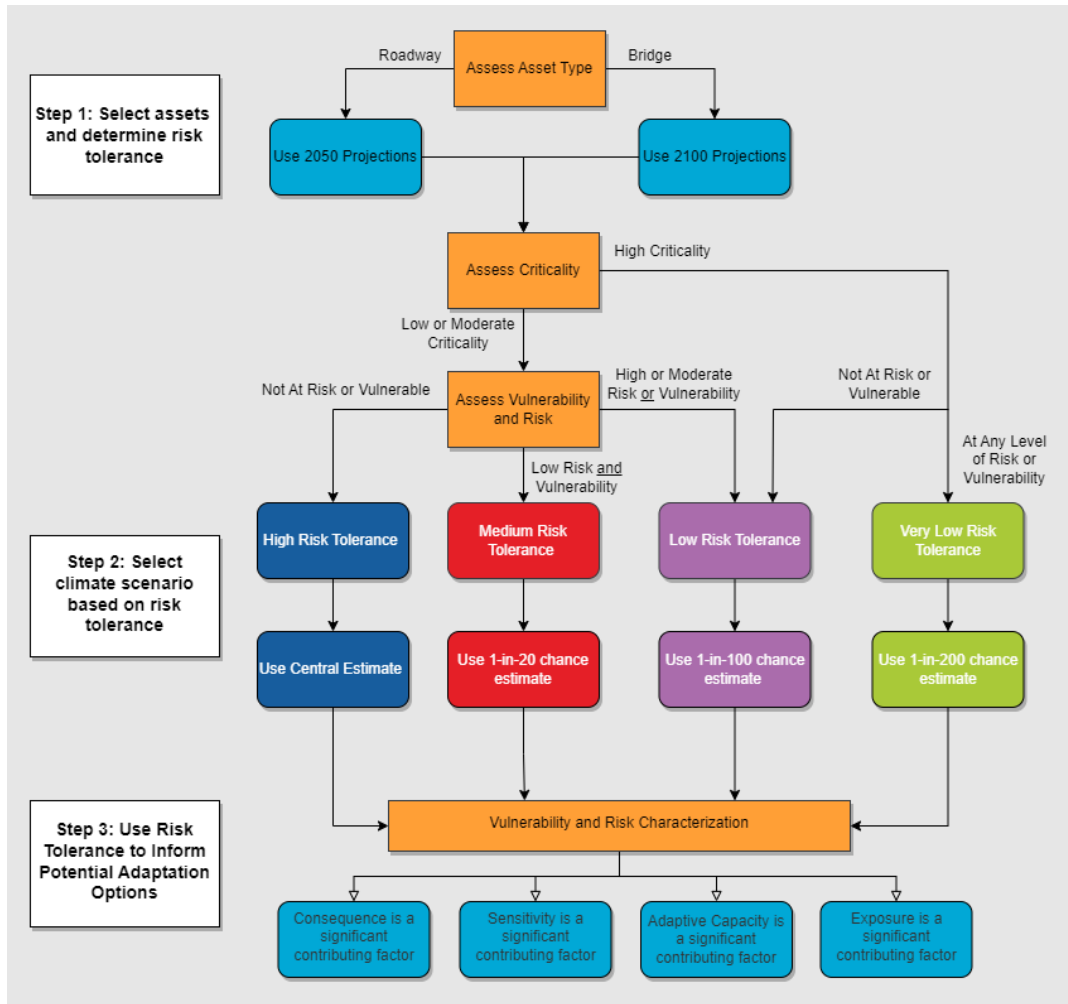 Roadway
Assess Asset Type
Bridge
Step 1: Select assets
and determine risk
tolerance
Use 2050 Projections
Use 2100 Projections
Assess Criticality
High Criticality
Low or Moderate
Criticality
Not At Risk or Vulnerable
Assess Vulnerability
and Risk
High or Moderate
Risk or Vulnerability
Not At Risk or
Vulnerable
Low Risk and
Vulnerability
At Any Level
of Risk or
Vulnerability
Step 2: Select
climate scenario
based on risk
tolerance
High Risk Tolerance
Medium Risk
Tolerance
Low Risk Tolerance
Very Low Risk
Tolerance
Use Central Estimate
Use 1-in-20 chance
estimate
Use 1-in-100 chance
estimate
Use 1-in-200 chance
estimate
Step 3: Use Risk
Tolerance to Inform
Potential Adaptation
Options
Vulnerability and Risk Characterization
Consequence is a
significant
contributing factor
Sensitivity is a
significant
contributing factor
Adaptive Capacity is
a significant
contributing factor
Exposure is a
significant
contributing factor